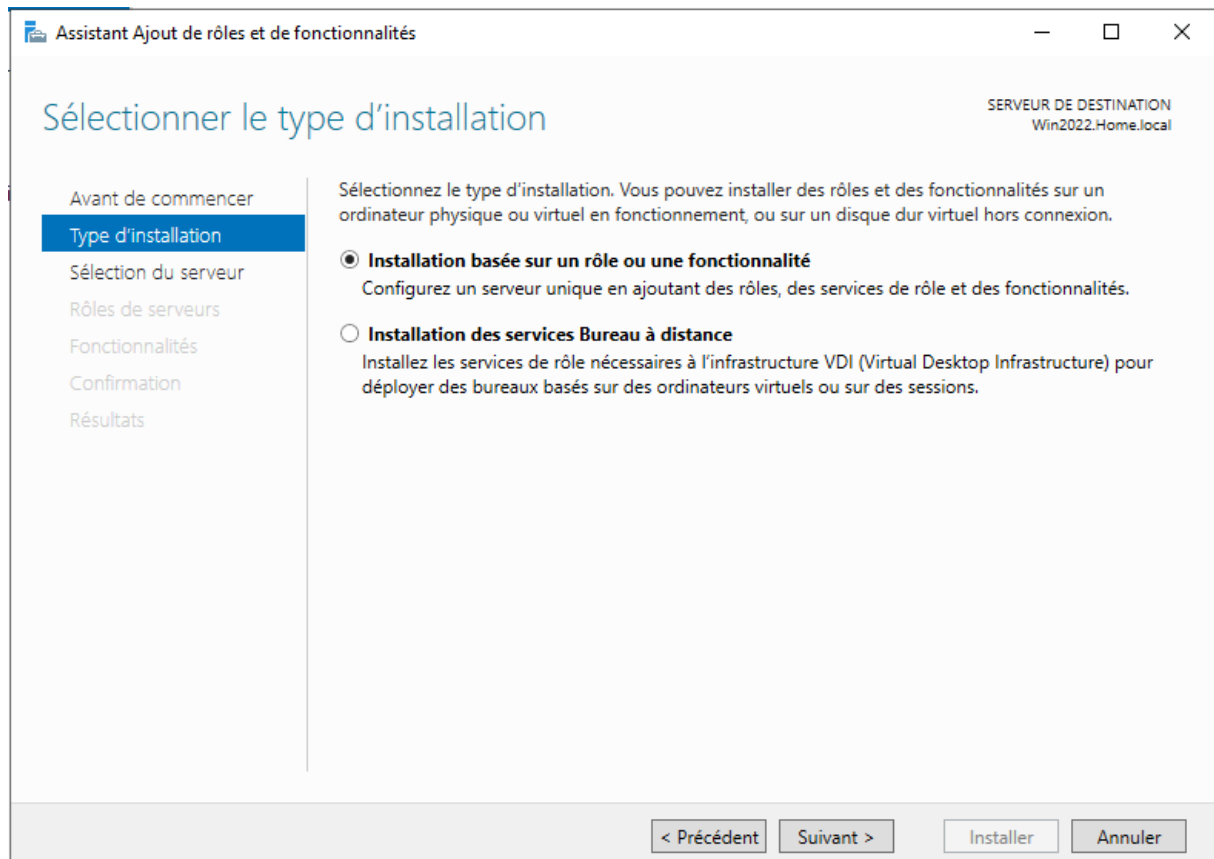 Assistant Ajout de rôles et de fonctionnalités
Sélectionner le type d’installation
SERVEUR DE DESTINATION
Win2022.Home.local
Avant de commencer
Type d’installation
Sélection du serveur
Rôles de serveurs
Fonctionnalités
Confirmation
Résultats
Sélectionnez le type d’installation. Vous pouvez installer des rôles et des fonctionnalités sur un
ordinateur physique ou virtuel en fonctionnement, ou sur un disque dur virtuel hors connexion.
Installation basée sur un rôle ou une fonctionnalité
Configurez un serveur unique en ajoutant des rôles, des services de rôle et des fonctionnalités.
Installation des services Bureau à distance
Installez les services de rôle nécessaires à l’infrastructure VDI (Virtual Desktop Infrastructure) pour
déployer des bureaux basés sur des ordinateurs virtuels ou sur des sessions.
< Précédent
Suivant >
Installer
Annuler